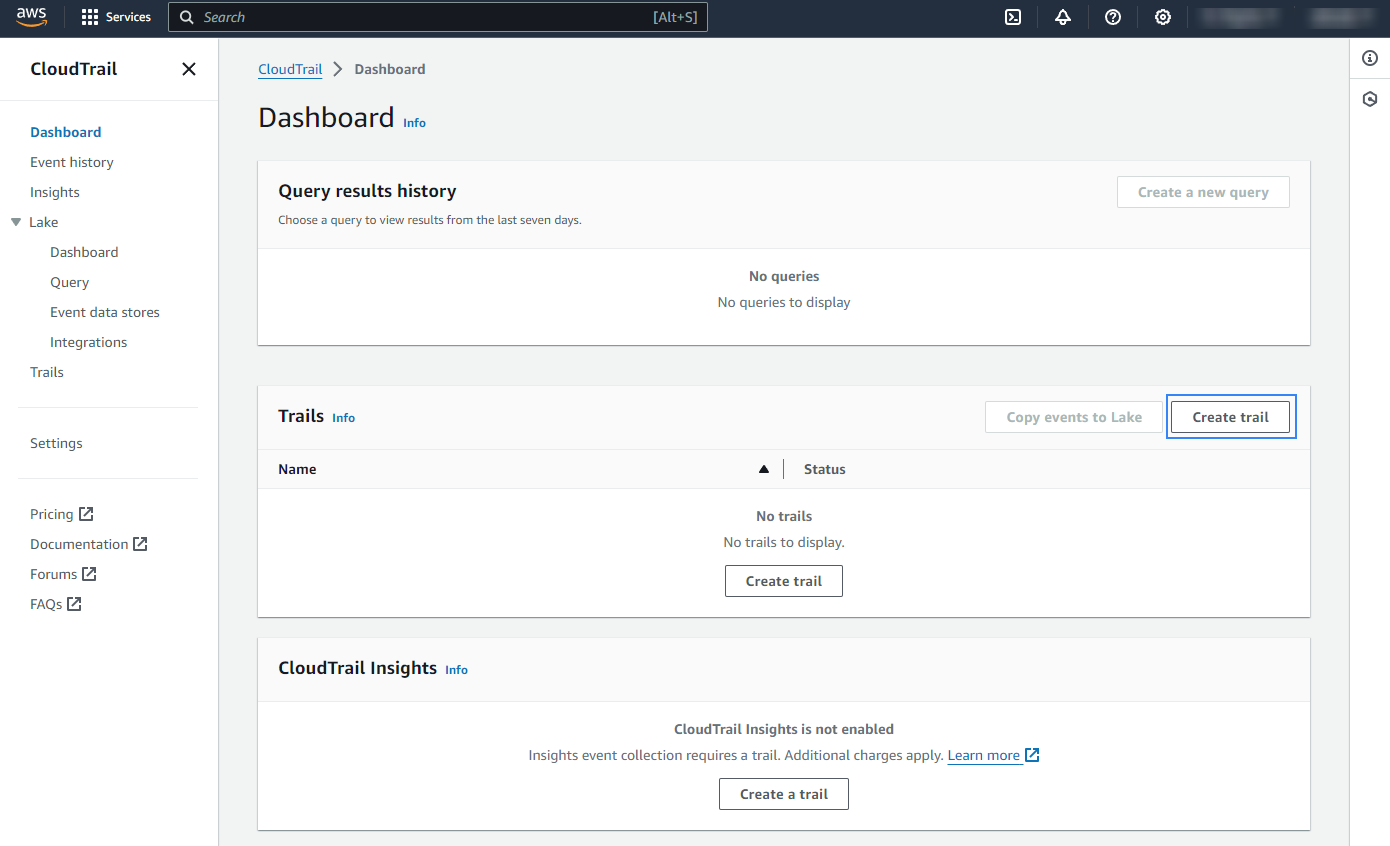 aws
Services
Search
[Alt+S]
CloudTrail
Dashboard
Event history
Insights
Lake
Dashboard
Query
Event data stores
Integrations
Trails
Settings
Pricing
Documentation
Forums
FAQs
CloudTrail
Dashboard
Dashboard Info
Query results history
Create a new query
Choose a query to view results from the last seven days.
No queries
No queries to display
Trails Info
Copy events to Lake
Create trail
Name
Status
No trails
No trails to display.
Create trail
CloudTrail Insights Info
CloudTrail Insights is not enabled
Insights event collection requires a trail. Additional charges apply. Learn more
Create a trail